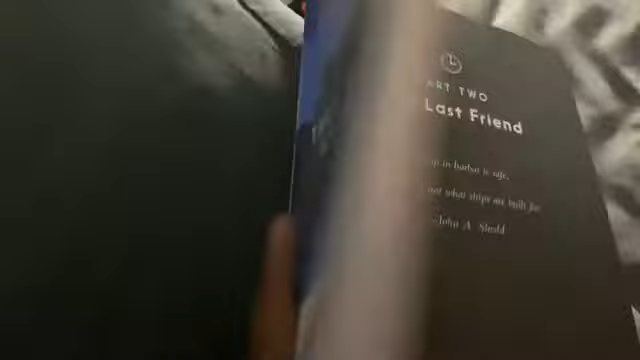 ART TWO
Last Friend
in harbor is safe,
not what ships are built for.
John A. Shedd